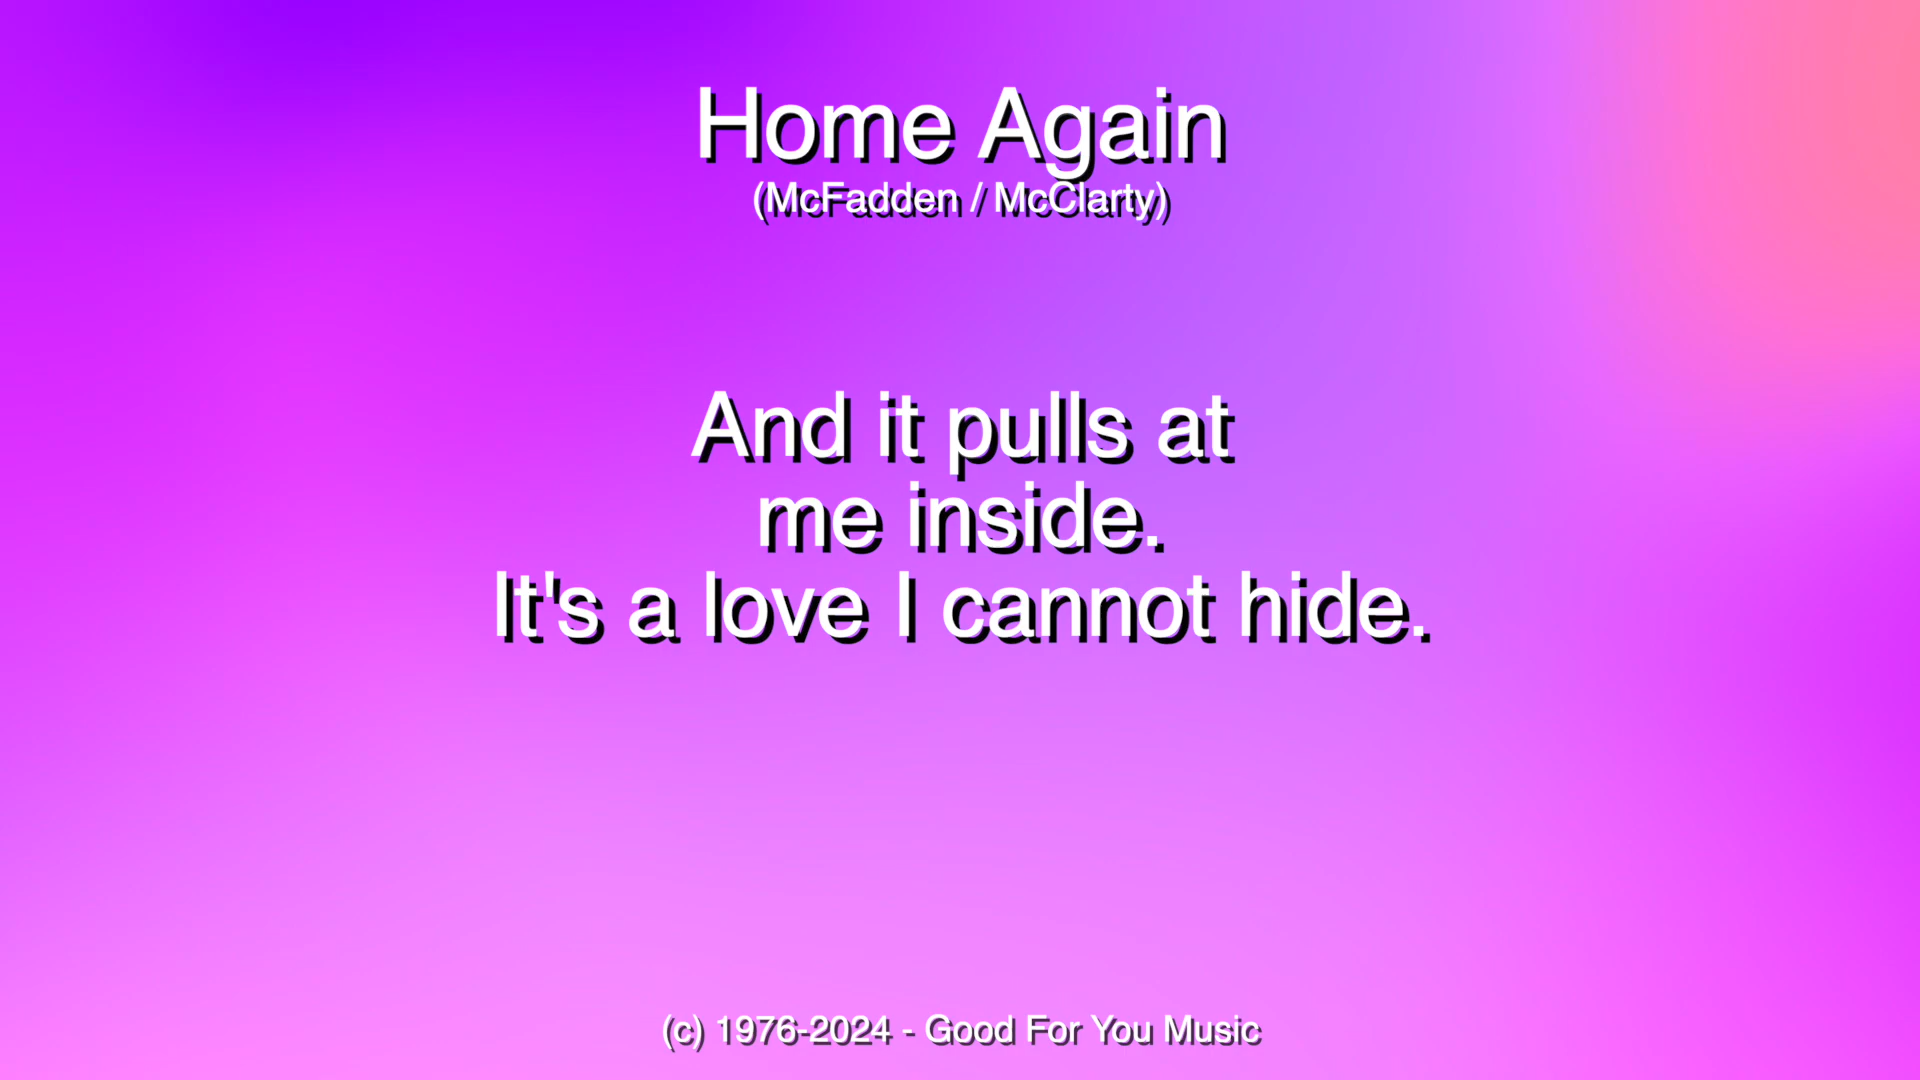 Home Again
(McFadden / McClarty)
And it pulls at
me inside.
It's a love I cannot hide.
(c) 1976-2024 - Good For You Music